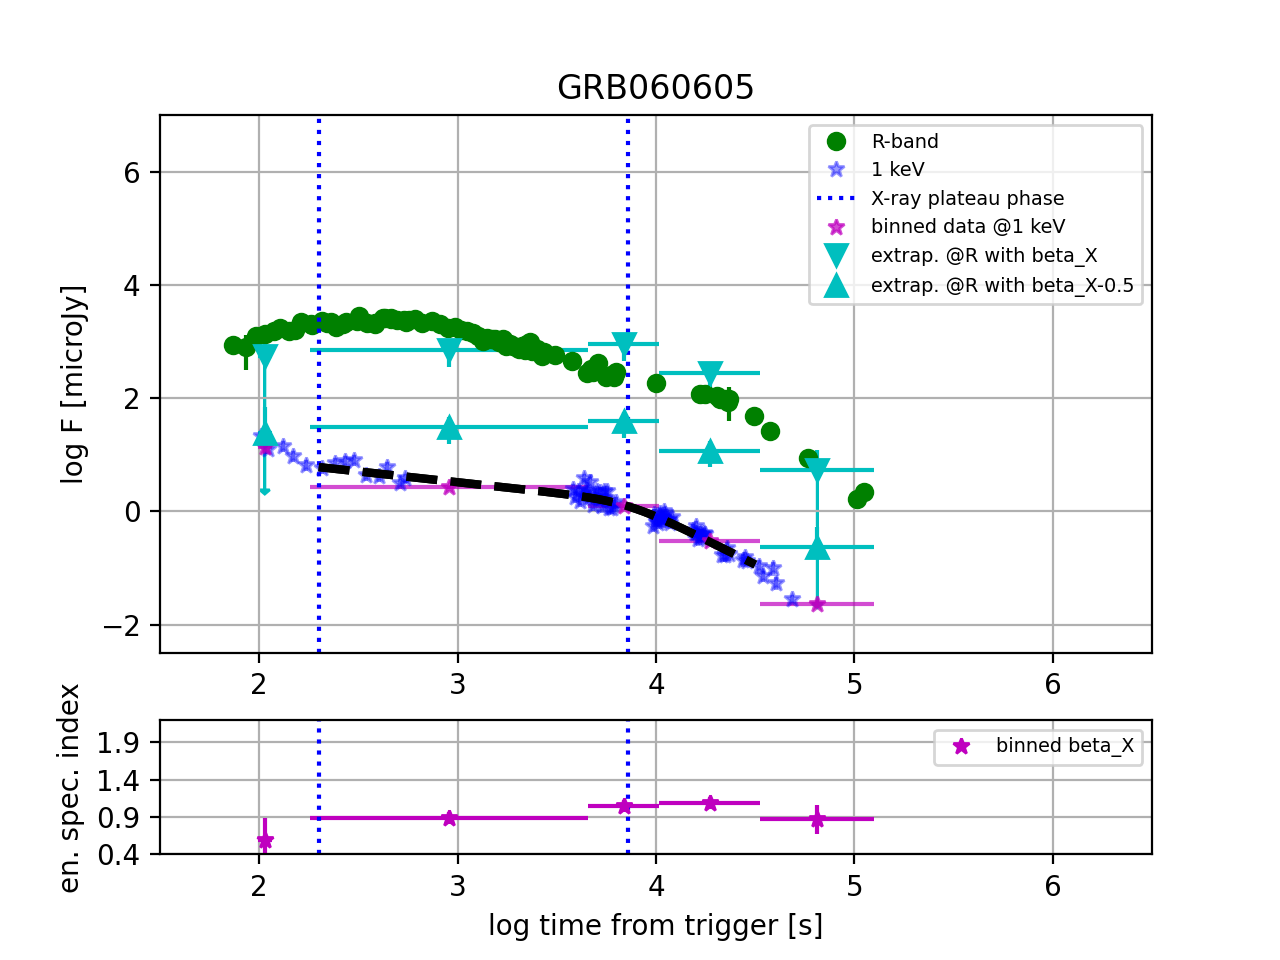 GRB060605
R-band
1 keV
X-ray plateau phase
binned data @1 keV
extrap. @R with beta_X
extrap. @R with beta_X-0.5
log F [microJy]
6
4
2
0
−2
2 3 4 5 6
binned beta_X
en. spec. index
1.9
1.4
0.9
0.4
2 3 4 5 6
log time from trigger [s]